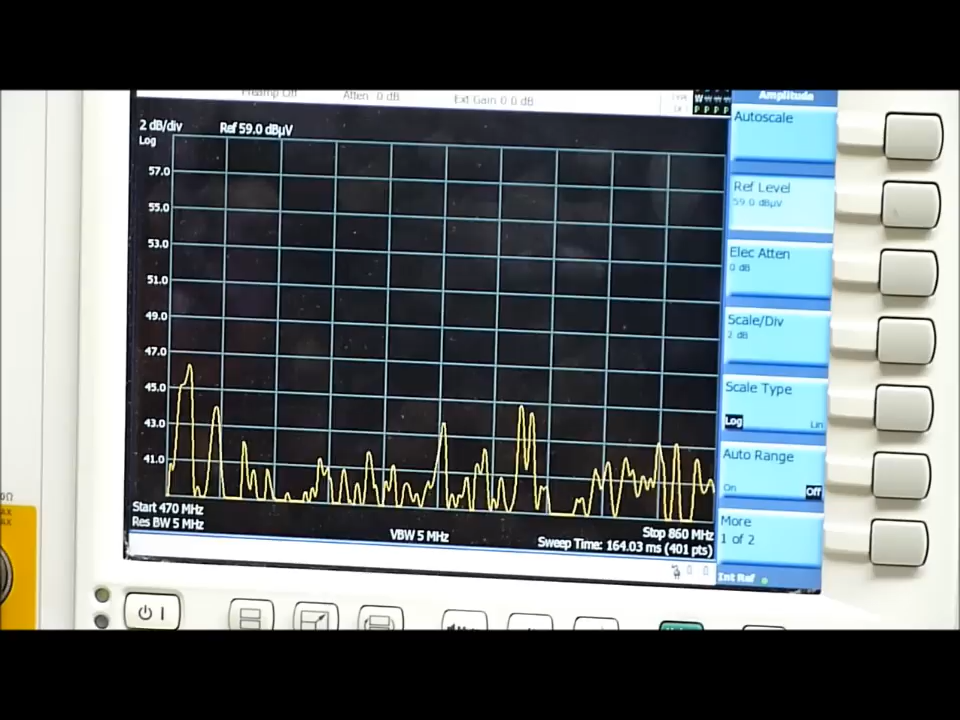 Preamp Off Atten 0 dB Ext Gain 0.0 dB
2 dB/div Ref 59.0 dBµV
Log
57.0
55.0
53.0
51.0
49.0
47.0
45.0
43.0
41.0
Start 470 MHz
Res BW 5 MHz
VBW 5 MHz
Stop 860 MHz
Sweep Time: 164.03 ms (401 pts)
W W W W
P P P P
Amplitude
Autoscale
Ref Level
59.0 dBµV
Elec Atten
0 dB
Scale/Div
2 dB
Scale Type
Log Lin
Auto Range
On Off
More
1 of 2
Int Ref